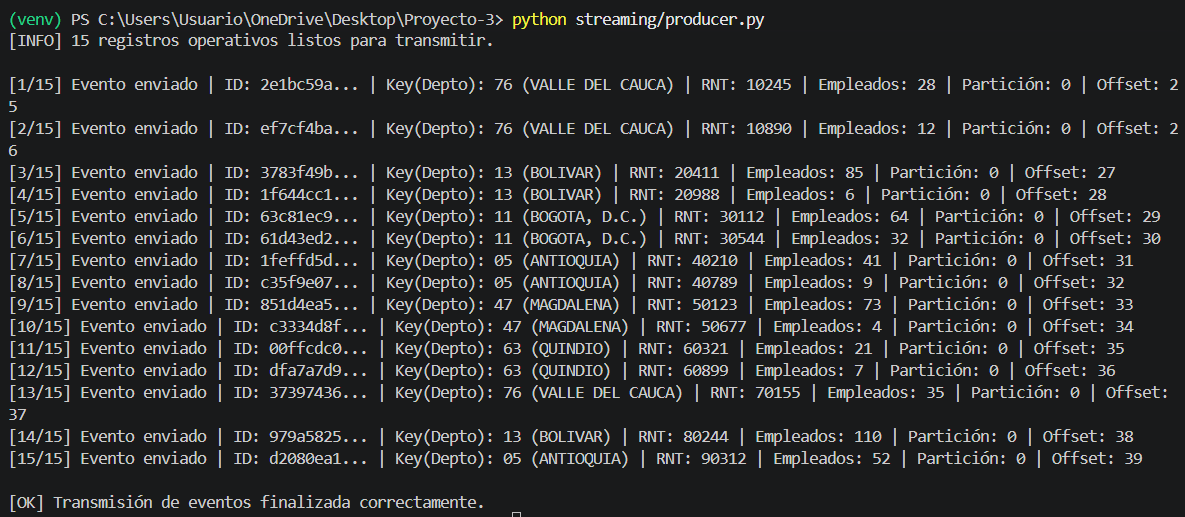 (venv) PS C:\Users\Usuario\OneDrive\Desktop\Proyecto-3> python streaming/producer.py
[INFO] 15 registros operativos listos para transmitir.
[1/15] Evento enviado | ID: 2e1bc59a... | Key(Depto): 76 (VALLE DEL CAUCA) | RNT: 10245 | Empleados: 28 | Partición: 0 | Offset: 2
5
[2/15] Evento enviado | ID: ef7cf4ba... | Key(Depto): 76 (VALLE DEL CAUCA) | RNT: 10890 | Empleados: 12 | Partición: 0 | Offset: 2
6
[3/15] Evento enviado | ID: 3783f49b... | Key(Depto): 13 (BOLIVAR) | RNT: 20411 | Empleados: 85 | Partición: 0 | Offset: 27
[4/15] Evento enviado | ID: 1f644cc1... | Key(Depto): 13 (BOLIVAR) | RNT: 20988 | Empleados: 6 | Partición: 0 | Offset: 28
[5/15] Evento enviado | ID: 63c81ec9... | Key(Depto): 11 (BOGOTA, D.C.) | RNT: 30112 | Empleados: 64 | Partición: 0 | Offset: 29
[6/15] Evento enviado | ID: 61d43ed2... | Key(Depto): 11 (BOGOTA, D.C.) | RNT: 30544 | Empleados: 32 | Partición: 0 | Offset: 30
[7/15] Evento enviado | ID: 1feffd5d... | Key(Depto): 05 (ANTIOQUIA) | RNT: 40210 | Empleados: 41 | Partición: 0 | Offset: 31
[8/15] Evento enviado | ID: c35f9e07... | Key(Depto): 05 (ANTIOQUIA) | RNT: 40789 | Empleados: 9 | Partición: 0 | Offset: 32
[9/15] Evento enviado | ID: 851d4ea5... | Key(Depto): 47 (MAGDALENA) | RNT: 50123 | Empleados: 73 | Partición: 0 | Offset: 33
[10/15] Evento enviado | ID: c3334d8f... | Key(Depto): 47 (MAGDALENA) | RNT: 50677 | Empleados: 4 | Partición: 0 | Offset: 34
[11/15] Evento enviado | ID: 00ffcdc0... | Key(Depto): 63 (QUINDIO) | RNT: 60321 | Empleados: 21 | Partición: 0 | Offset: 35
[12/15] Evento enviado | ID: dfa7a7d9... | Key(Depto): 63 (QUINDIO) | RNT: 60899 | Empleados: 7 | Partición: 0 | Offset: 36
[13/15] Evento enviado | ID: 37397436... | Key(Depto): 76 (VALLE DEL CAUCA) | RNT: 70155 | Empleados: 35 | Partición: 0 | Offset:
37
[14/15] Evento enviado | ID: 979a5825... | Key(Depto): 13 (BOLIVAR) | RNT: 80244 | Empleados: 110 | Partición: 0 | Offset: 38
[15/15] Evento enviado | ID: d2080ea1... | Key(Depto): 05 (ANTIOQUIA) | RNT: 90312 | Empleados: 52 | Partición: 0 | Offset: 39
[OK] Transmisión de eventos finalizada correctamente.